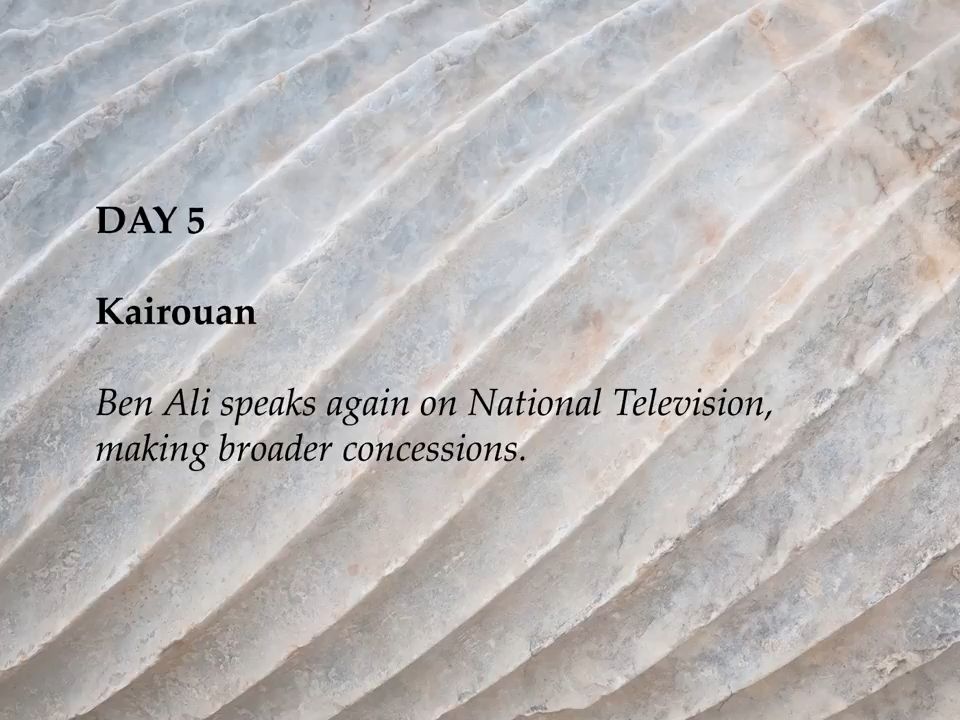 DAY 5
Kairouan
Ben Ali speaks again on National Television,
making broader concessions.